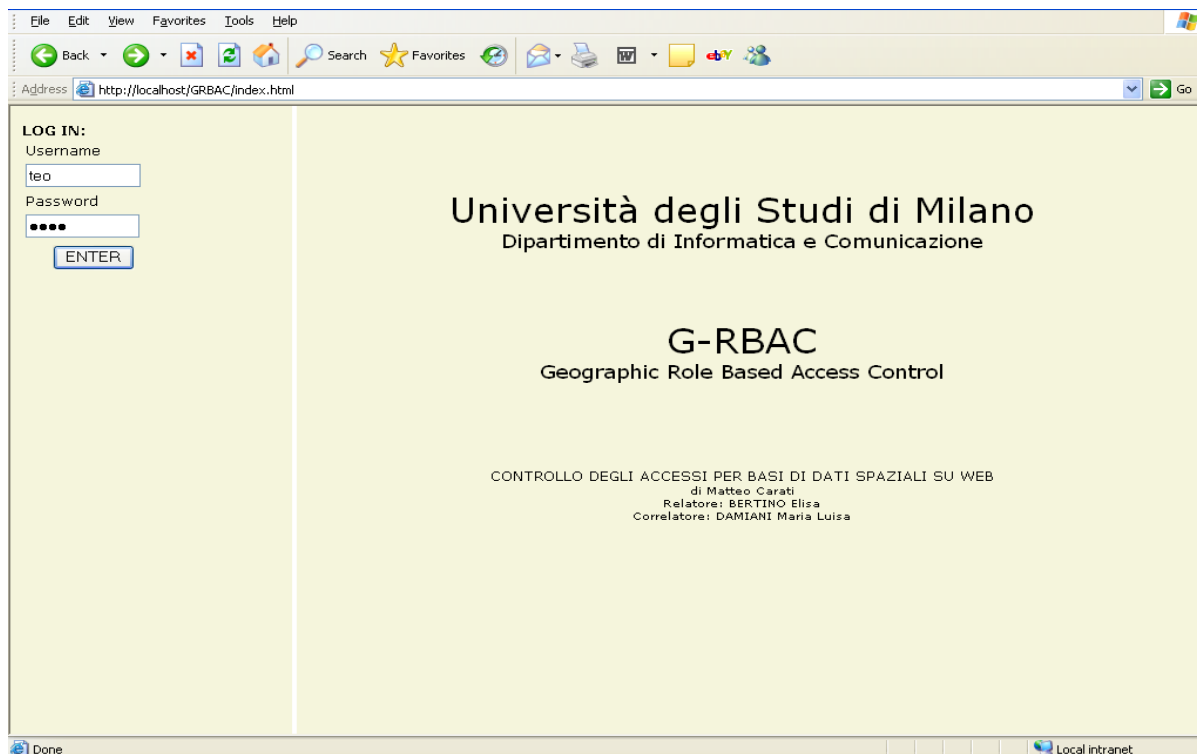 File Edit View Favorites Tools Help
Back Search Favorites W ebY
Address http://localhost/GRBAC/index.html Go
LOG IN:
Username
teo
Password
••••
ENTER
Università degli Studi di Milano
Dipartimento di Informatica e Comunicazione
G-RBAC
Geographic Role Based Access Control
CONTROLLO DEGLI ACCESSI PER BASI DI DATI SPAZIALI SU WEB
di Matteo Carati
Relatore: BERTINO Elisa
Correlatore: DAMIANI Maria Luisa
Done Local intranet